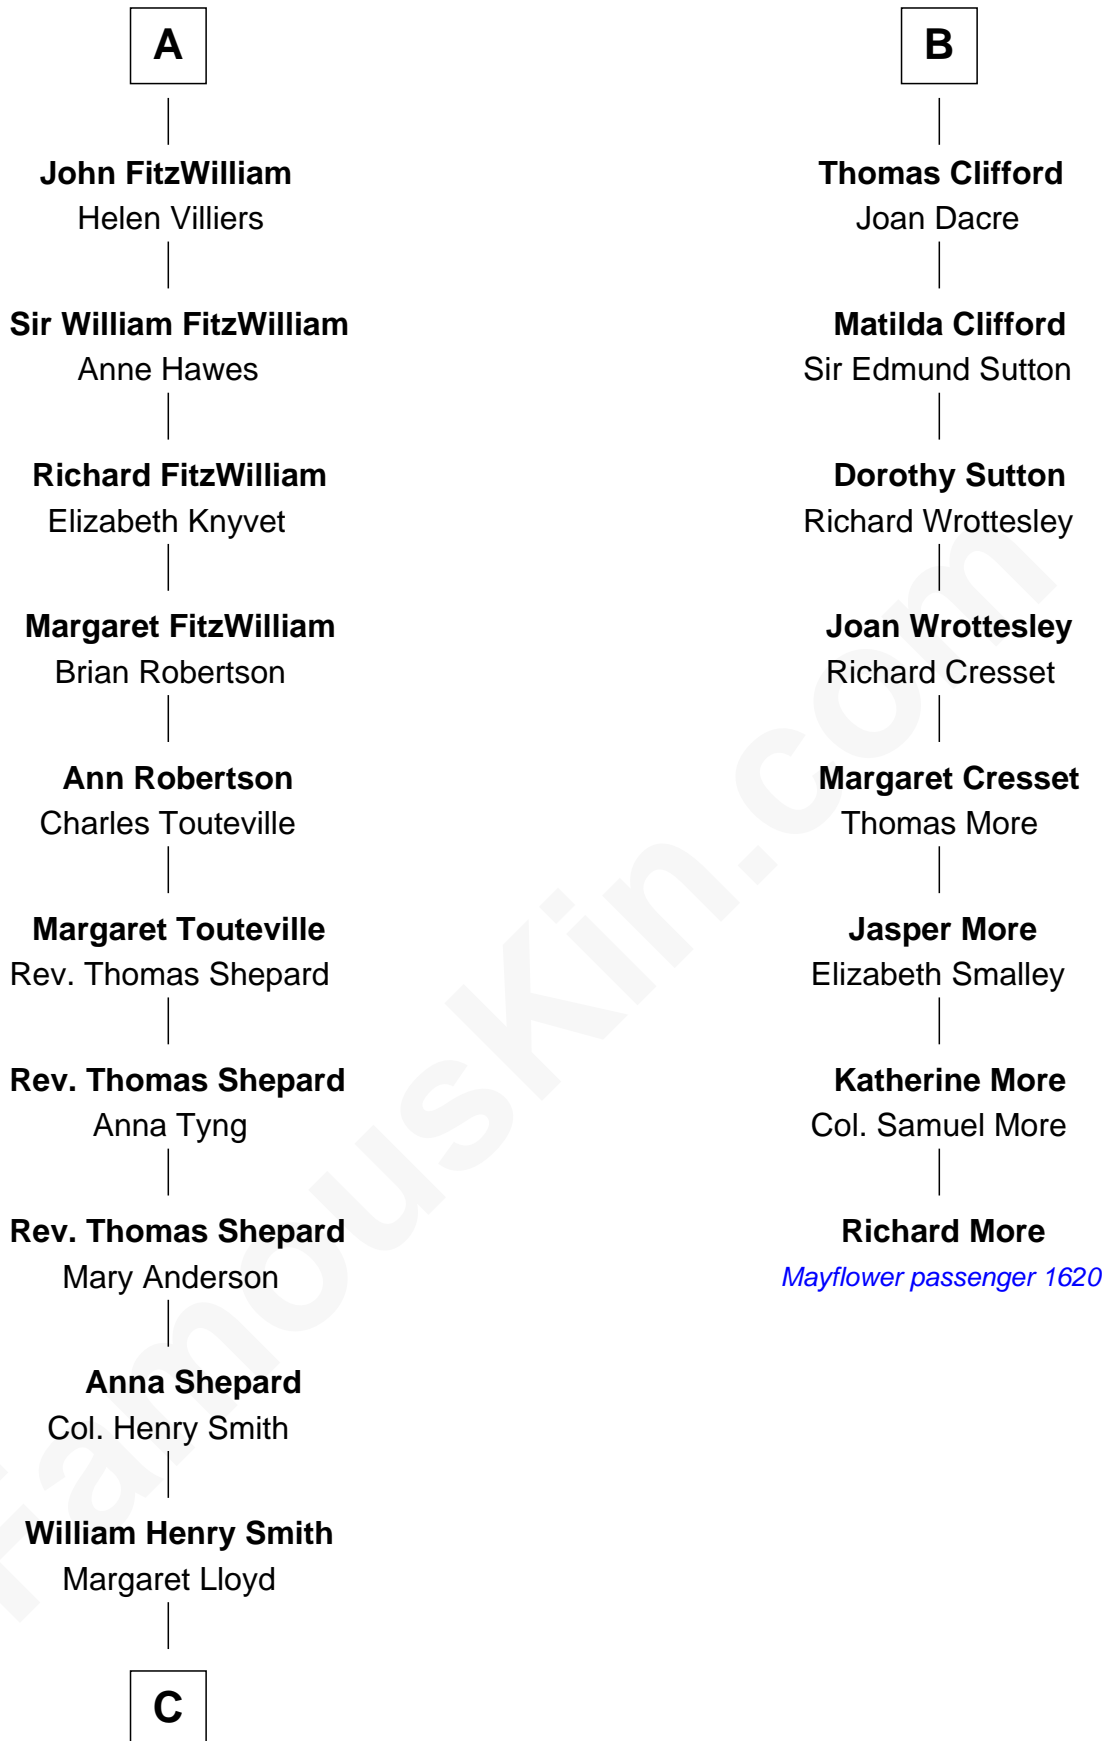 A
John FitzWilliam
Helen Villiers
Sir William FitzWilliam
Anne Hawes
Richard FitzWilliam
Elizabeth Knyvet
Margaret FitzWilliam
Brian Robertson
Ann Robertson
Charles Touteville
Margaret Touteville
Rev. Thomas Shepard
Rev. Thomas Shepard
Anna Tyng
Rev. Thomas Shepard
Mary Anderson
Anna Shepard
Col. Henry Smith
William Henry Smith
Margaret Lloyd
C
B
Thomas Clifford
Joan Dacre
Matilda Clifford
Sir Edmund Sutton
Dorothy Sutton
Richard Wrottesley
Joan Wrottesley
Richard Cresset
Margaret Cresset
Thomas More
Jasper More
Elizabeth Smalley
Katherine More
Col. Samuel More
Richard More
Mayflower passenger 1620
FamousKin.com